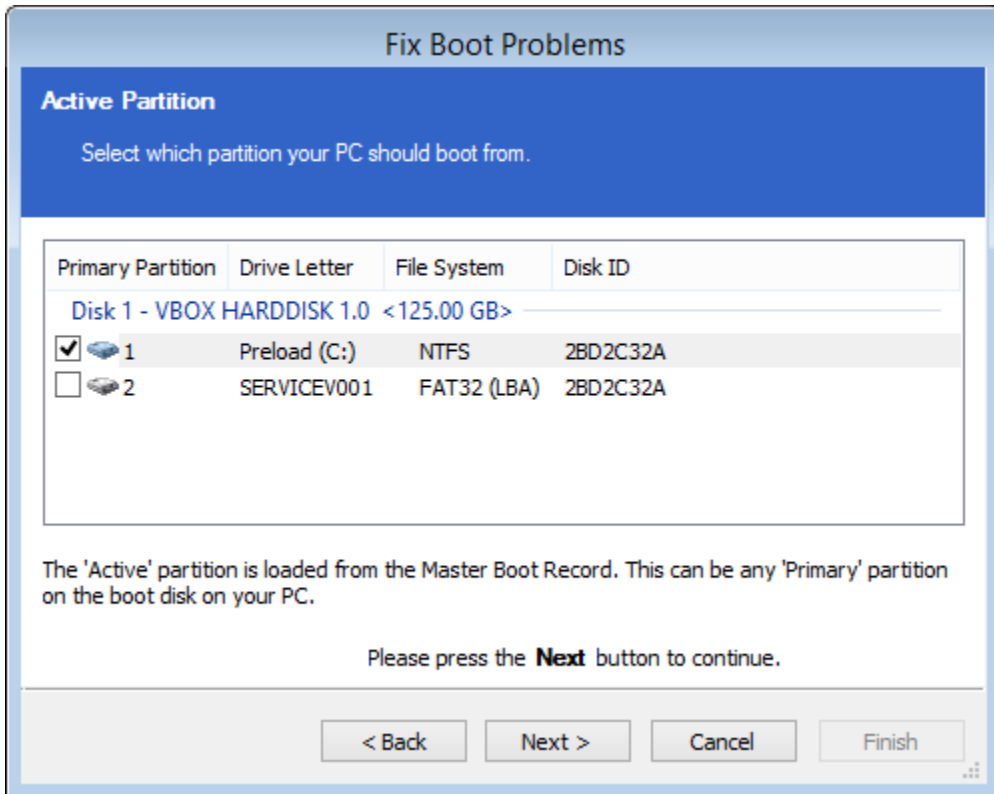 Fix Boot Problems
Active Partition
Select which partition your PC should boot from.
Primary Partition Drive Letter File System Disk ID
Disk 1 - VBOX HARDDISK 1.0 <125.00 GB>
1 Preload (C:) NTFS 2BD2C32A
2 SERVICEV001 FAT32 (LBA) 2BD2C32A
The 'Active' partition is loaded from the Master Boot Record. This can be any 'Primary' partition
on the boot disk on your PC.
Please press the Next button to continue.
< Back Next > Cancel Finish